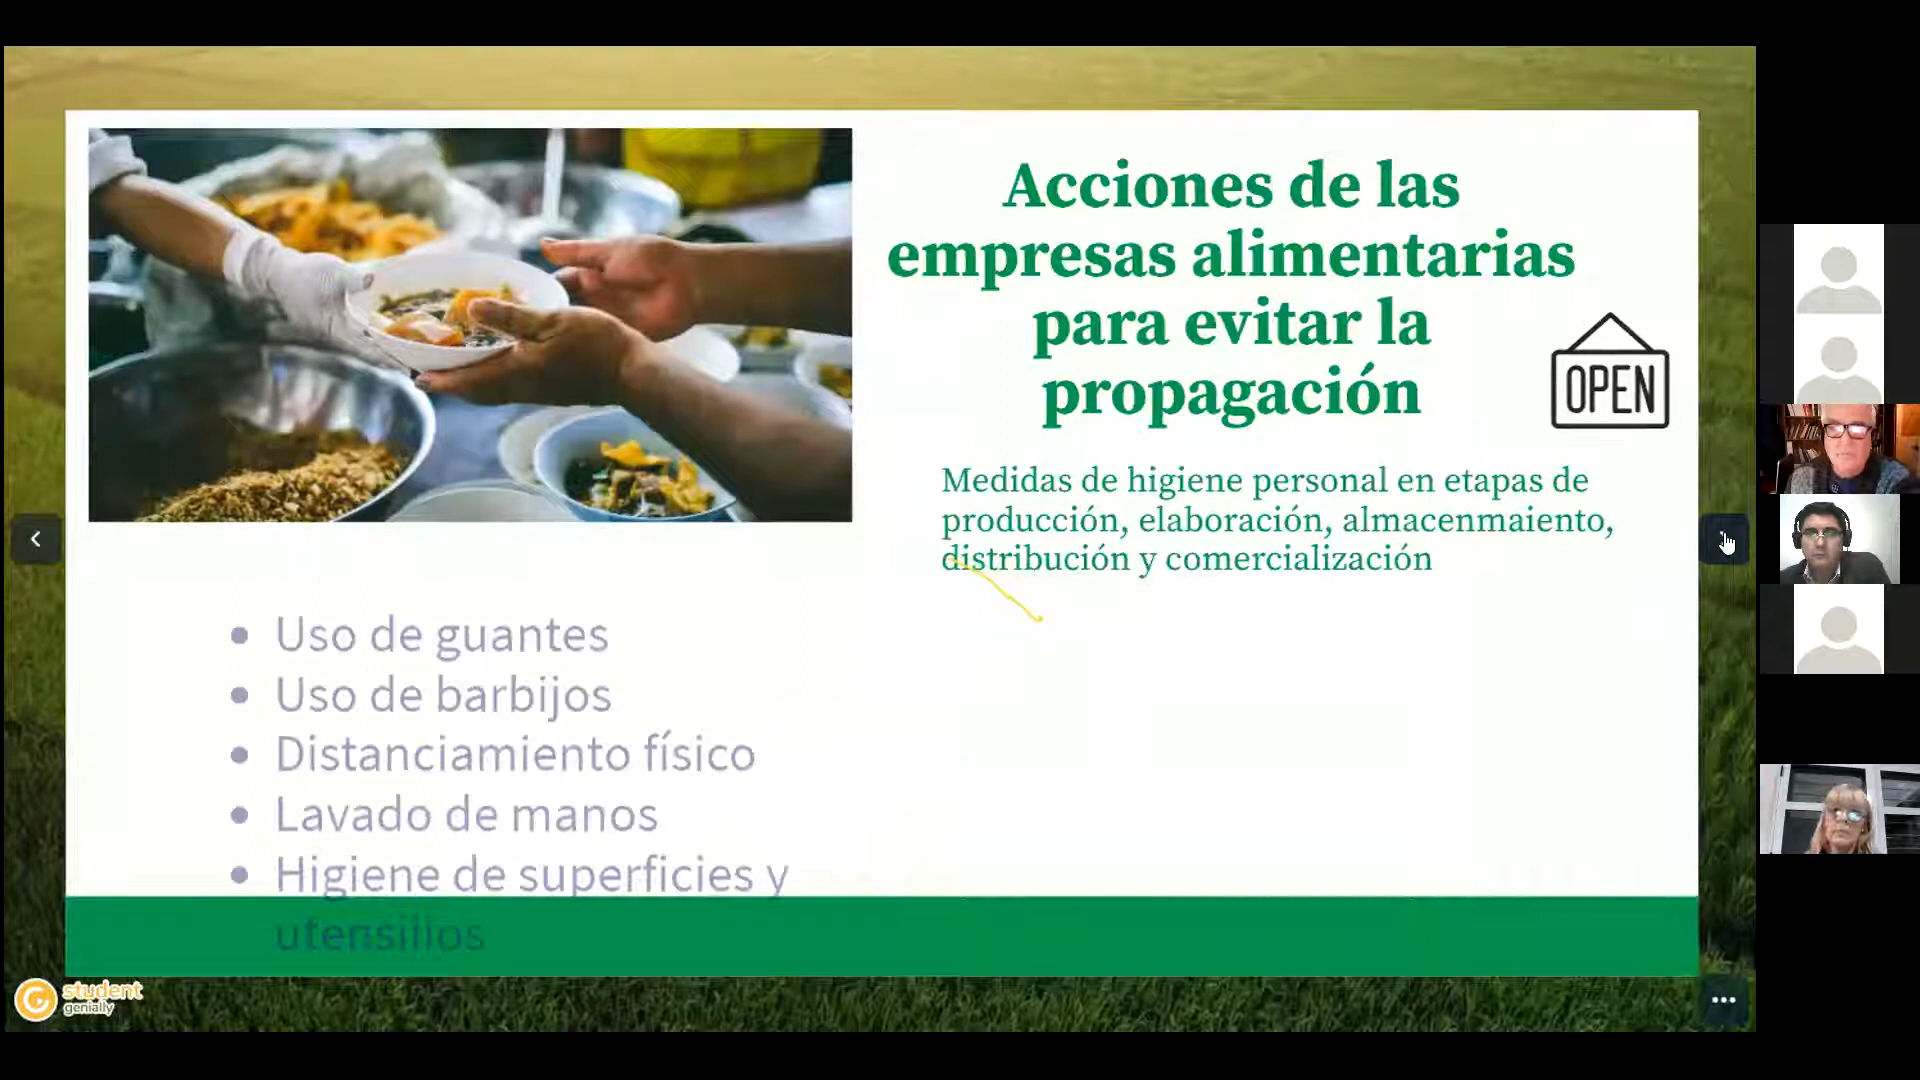 Acciones de las
empresas alimentarias
para evitar la
propagación
OPEN
Medidas de higiene personal en etapas de
producción, elaboración, almacenmaiento,
distribución y comercialización
• Uso de guantes
• Uso de barbijos
• Distanciamiento físico
• Lavado de manos
• Higiene de superficies y
utensilios
student
genially